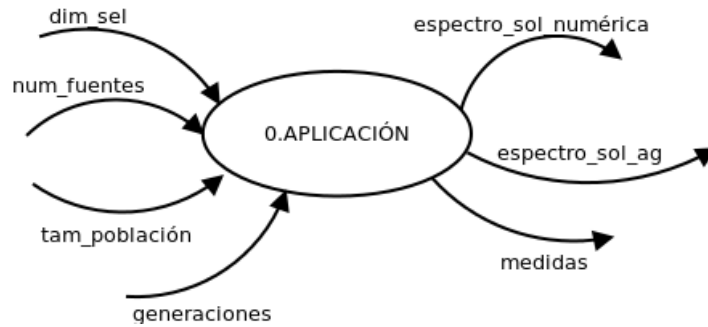 dim_sel
espectro_sol_numérica
num_fuentes
0.APLICACIÓN
espectro_sol_ag
tam_población
medidas
generaciones